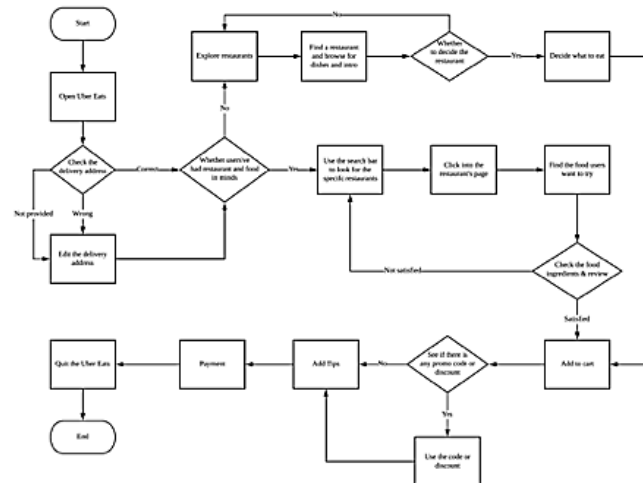 Start
Open Uber Eats
Check the
delivery address
Not provided
Wrong
Correct
Edit the delivery
address
Whether users've
had restaurant and food
in minds
No
Yes
Explore restaurants
Find a restaurant
and browse for
dishes and intro
Whether
to decide the
restaurant
No
Yes
Decide what to eat
Use the search bar
to look for the
specific restaurants
Click into the
restaurant's page
Find the food users
want to try
Check the food
ingredients & review
Not satisfied
Satisfied
Add to cart
See if there is
any promo code or
discount
No
Yes
Use the code or
discount
Add Tips
Payment
Quit the Uber Eats
End